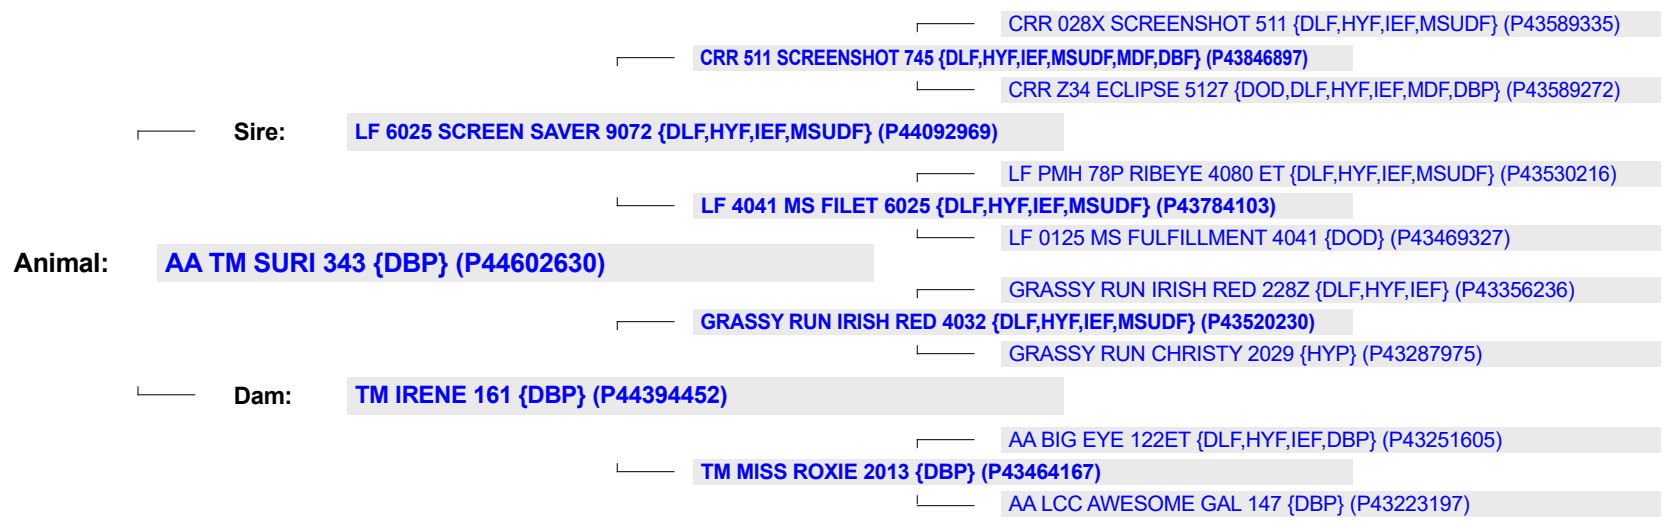 CRR 028X SCREENSHOT 511 {DLF,HYF,IEF,MSUDF} (P43589335)
CRR 511 SCREENSHOT 745 {DLF,HYF,IEF,MSUDF,MDF,DBF} (P43846897)
CRR Z34 ECLIPSE 5127 {DOD,DLF,HYF,IEF,MDF,DBP} (P43589272)
Sire: LF 6025 SCREEN SAVER 9072 {DLF,HYF,IEF,MSUDF} (P44092969)
LF PMH 78P RIBEYE 4080 ET {DLF,HYF,IEF,MSUDF} (P43530216)
LF 4041 MS FILET 6025 {DLF,HYF,IEF,MSUDF} (P43784103)
LF 0125 MS FULFILLMENT 4041 {DOD} (P43469327)
Animal: AA TM SURI 343 {DBP} (P44602630)
GRASSY RUN IRISH RED 228Z {DLF,HYF,IEF} (P43356236)
GRASSY RUN IRISH RED 4032 {DLF,HYF,IEF,MSUDF} (P43520230)
GRASSY RUN CHRISTY 2029 {HYP} (P43287975)
Dam: TM IRENE 161 {DBP} (P44394452)
AA BIG EYE 122ET {DLF,HYF,IEF,DBP} (P43251605)
TM MISS ROXIE 2013 {DBP} (P43464167)
AA LCC AWESOME GAL 147 {DBP} (P43223197)